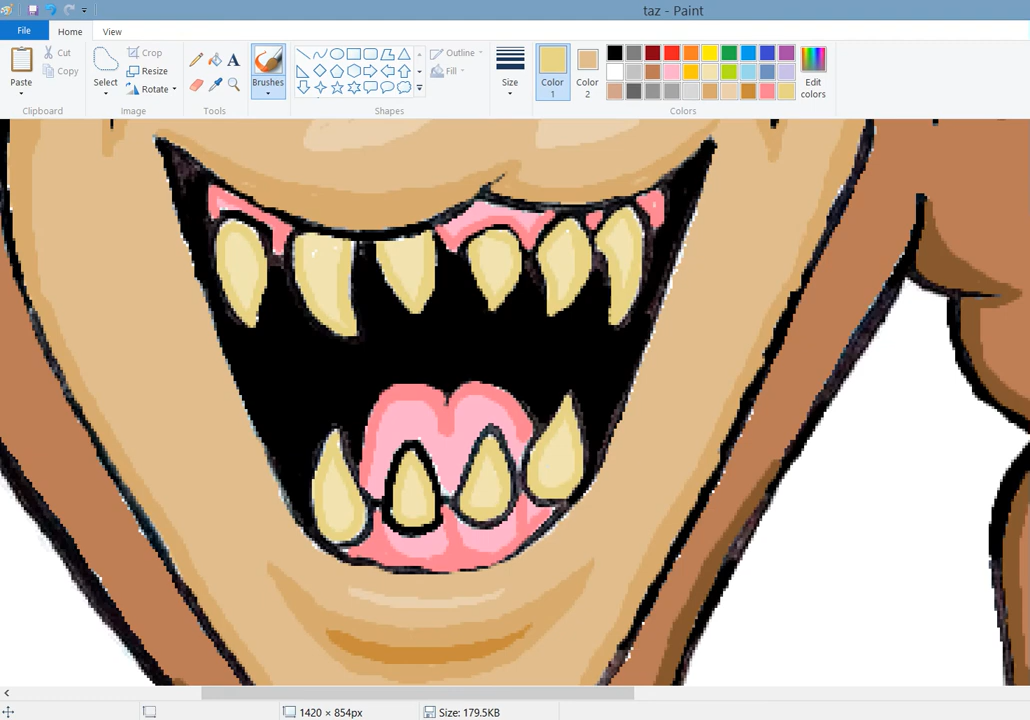 taz - Paint
File
Home
View
Paste
Cut
Copy
Clipboard
Select
Crop
Resize
Rotate
Image
A
Tools
Brushes
Outline
Fill
Shapes
Size
Color
1
Color
2
Edit
colors
Colors
1420 × 854px
Size: 179.5KB